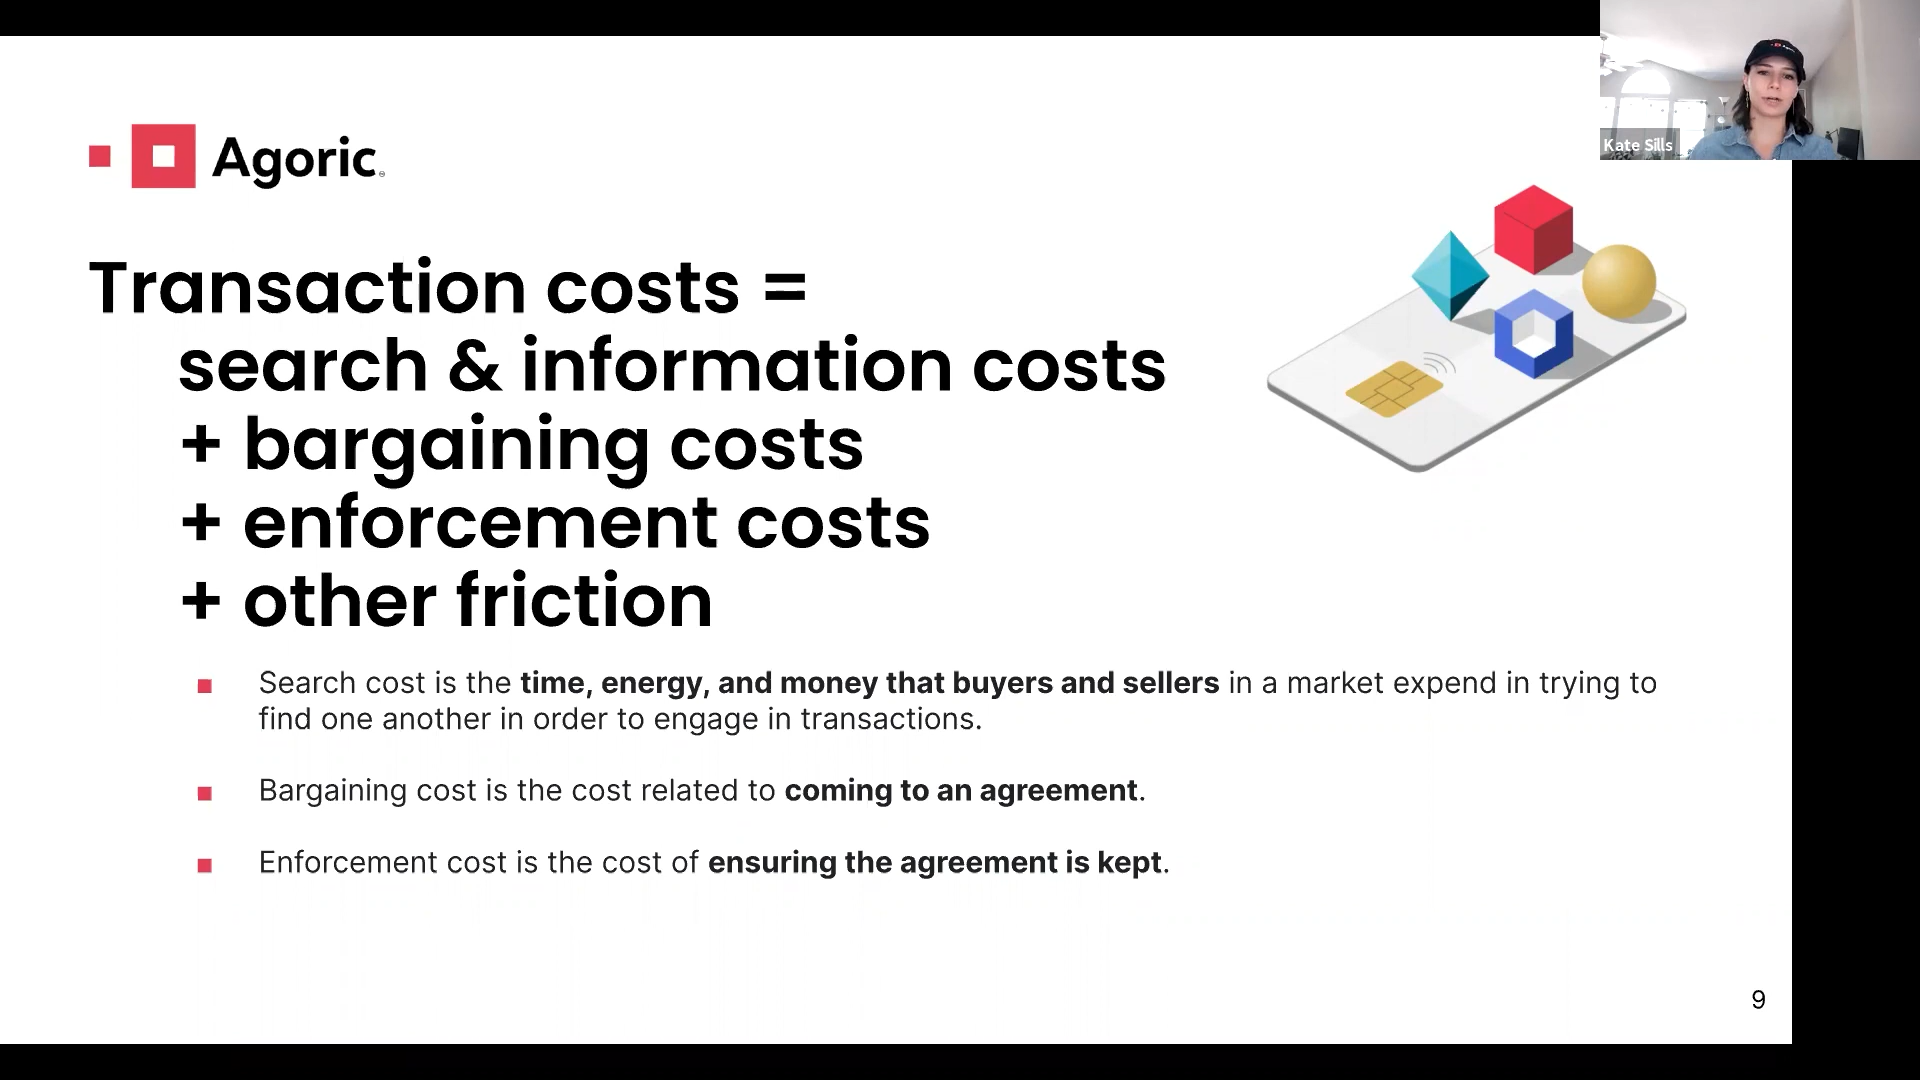 Kate Sills
Agoric
Transaction costs =
search & information costs
+ bargaining costs
+ enforcement costs
+ other friction
Search cost is the time, energy, and money that buyers and sellers in a market expend in trying to
find one another in order to engage in transactions.
Bargaining cost is the cost related to coming to an agreement.
Enforcement cost is the cost of ensuring the agreement is kept.
9